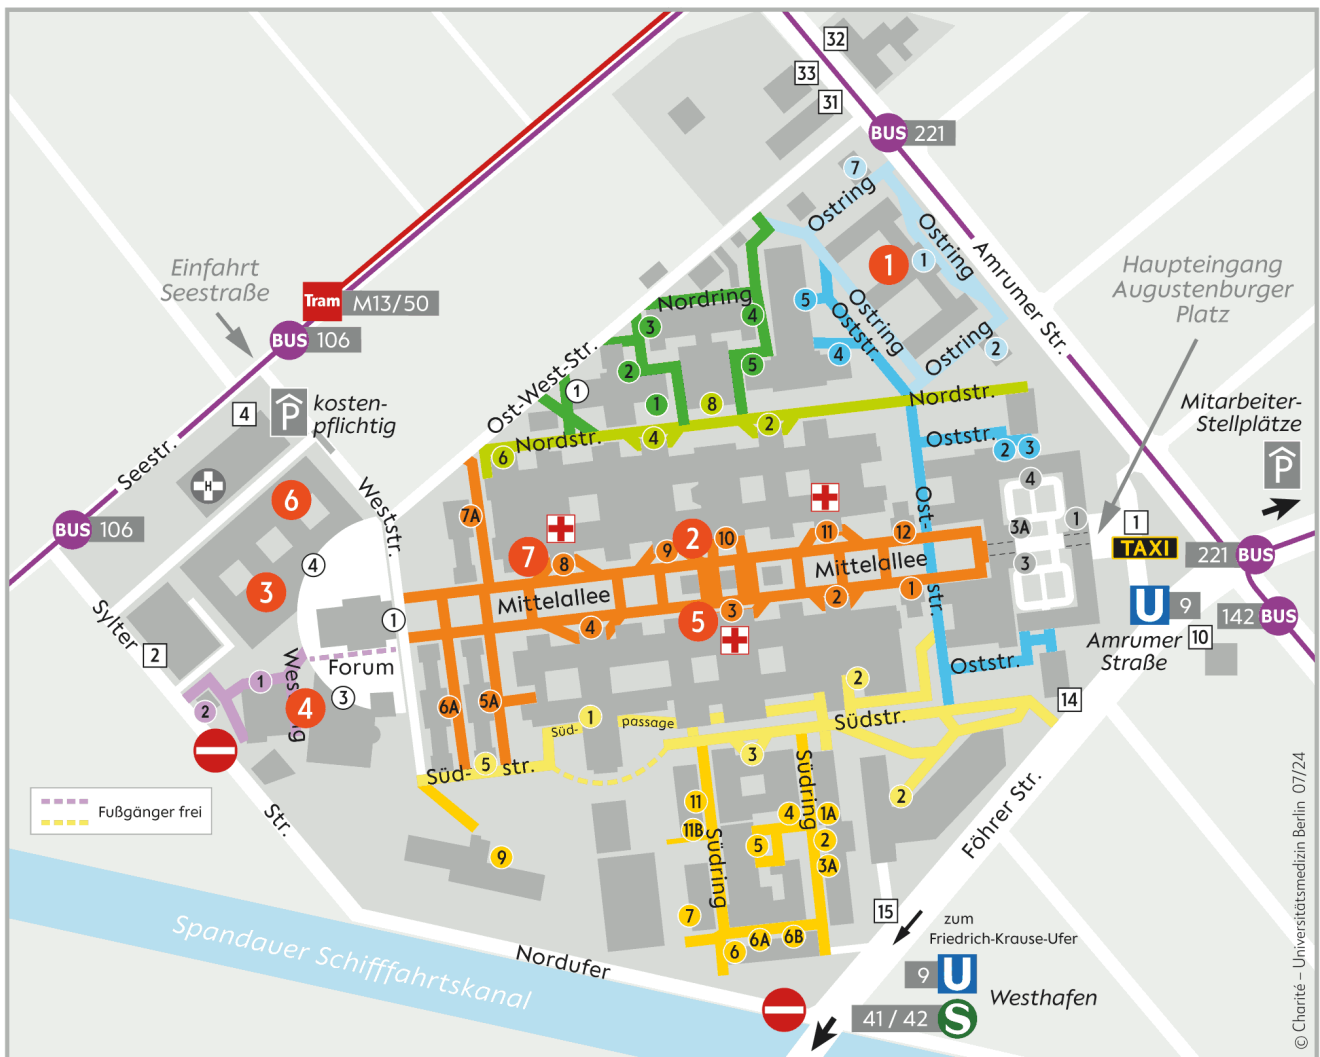 32
33
31
BUS 221
7
Ostring
Ostring
1
1
Amrumer Str.
Einfahrt
Seestraße
Haupteingang
Augustenburger
Platz
Tram M13/50
BUS 106
Nordring
3
4
5
Ostring
Oststr.
4
Ostring
2
Ost-West-Str.
2
5
1
1
8
4
P
kosten-
pflichtig
Nordstr.
Mitarbeiter-
Stellplätze
P
Nordstr.
6
4
2
Oststr.
2
3
Seestr.
H
6
Weststr.
7A
4
3A
1
3
1
TAXI
BUS 106
7
8
9
2
10
11
12
Ost-
str.
Mittelallee
Mittelallee
221 BUS
4
3
1
4
5
3
2
1
U 9
142 BUS
10
Amrumer
Straße
Sylter
2
Forum
1
2
4
3
Oststr.
14
6A
5A
1
Süd-
passage
2
Südstr.
Süd-
5
str.
3
2
Südring
Fußgänger frei
Str.
11
11B
Südring
4
1A
5
2
3A
9
Föhrer Str.
7
6
6A
6B
15
zum
Friedrich-Krause-Ufer
Spandauer Schifffahrtskanal
Nordufer
9 U
Westhafen
41 / 42 S
© Charité – Universitätsmedizin Berlin 07/24